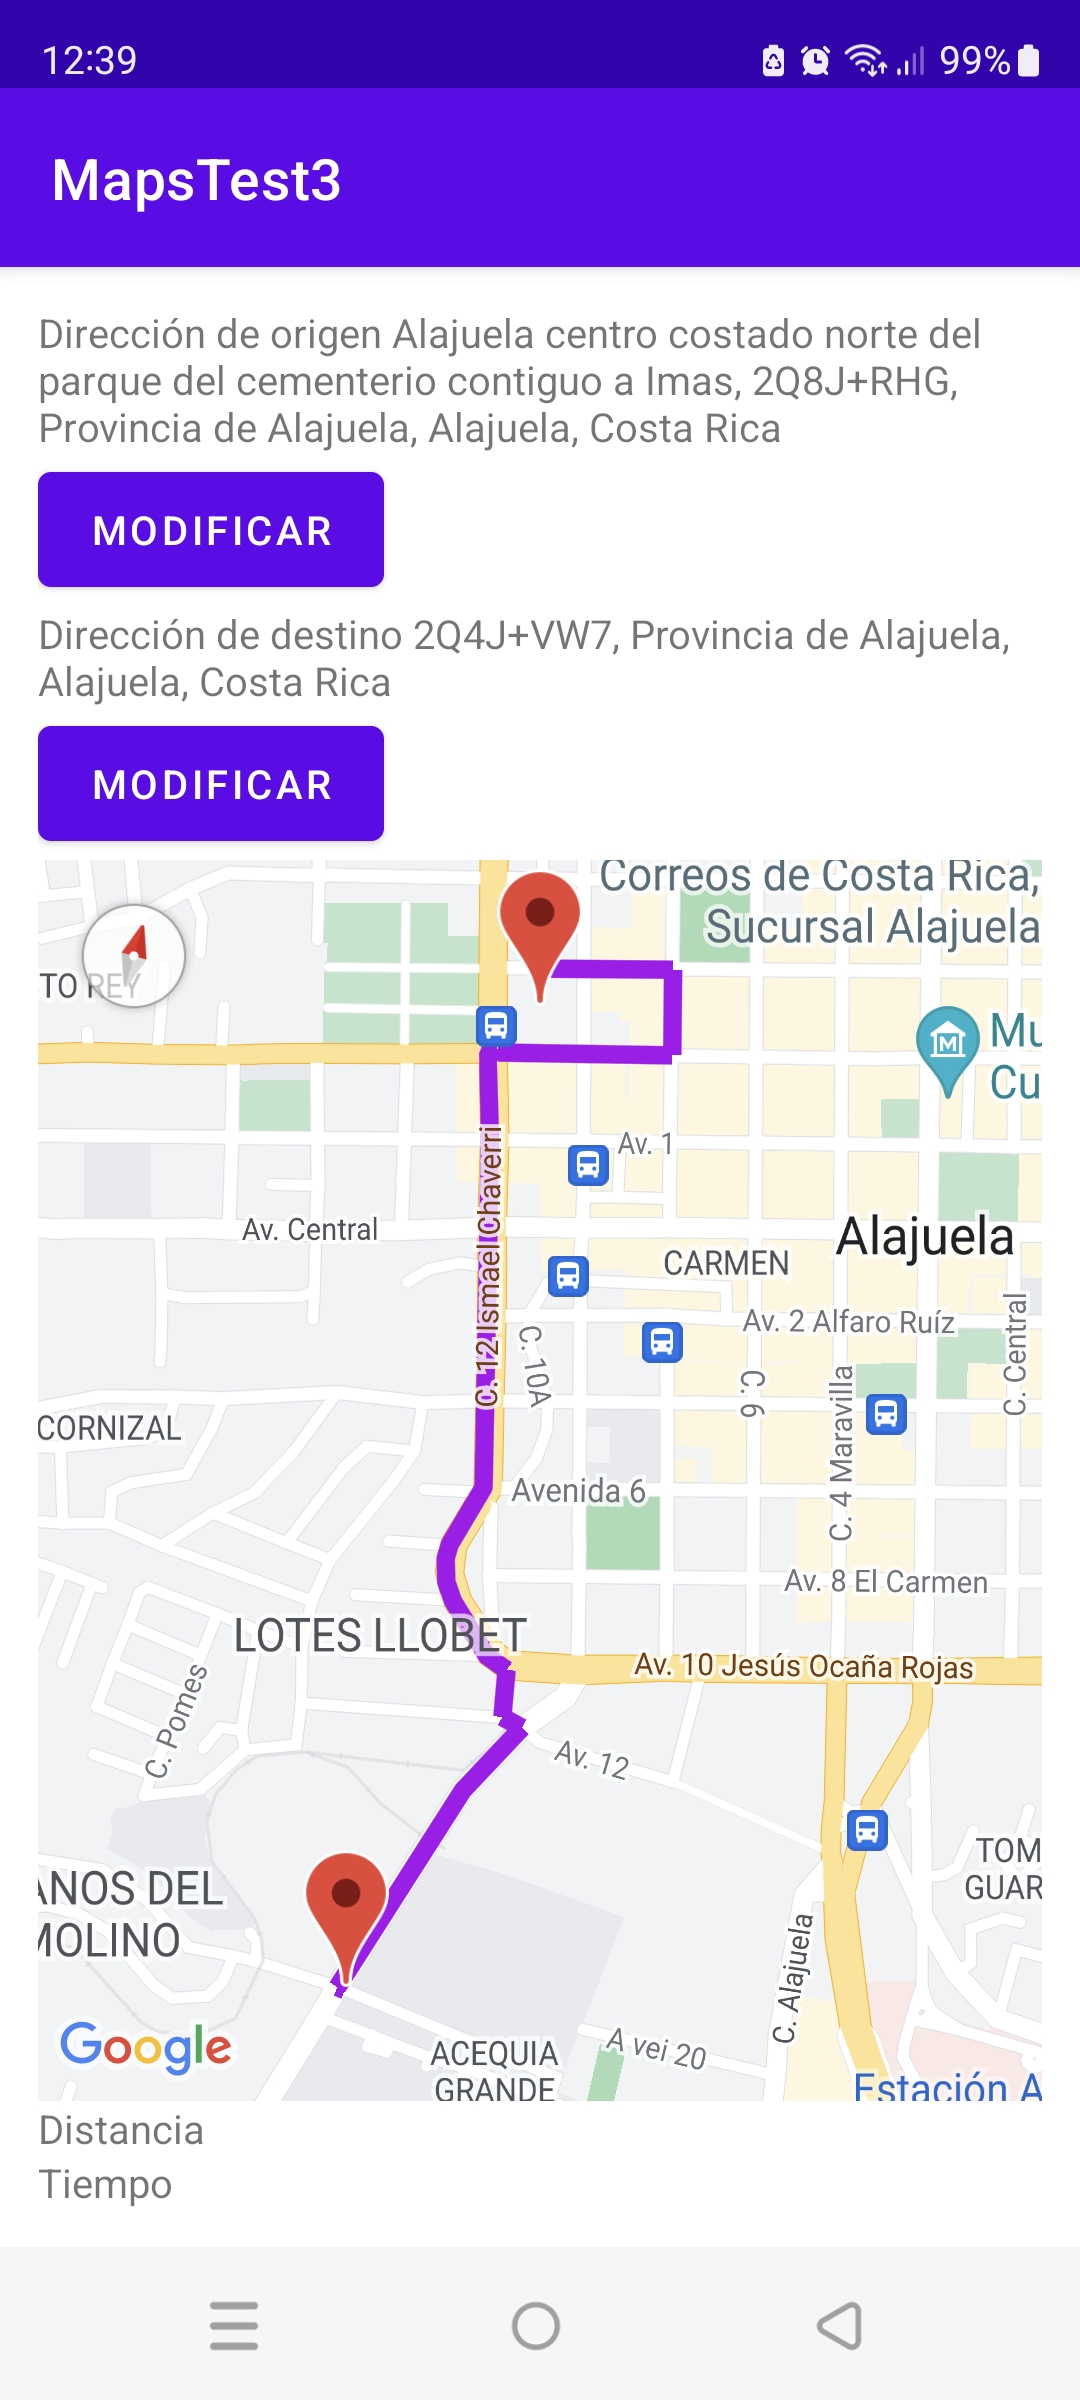 12:39
99%
MapsTest3
Dirección de origen Alajuela centro costado norte del
parque del cementerio contiguo a Imas, 2Q8J+RHG,
Provincia de Alajuela, Alajuela, Costa Rica
MODIFICAR
Dirección de destino 2Q4J+VW7, Provincia de Alajuela,
Alajuela, Costa Rica
MODIFICAR
Correos de Costa Rica,
Sucursal Alajuela
TO REY
M
Mu
Cu
Av. 1
C. 12 Ismael Chaverri
Av. Central
Alajuela
CARMEN
Av. 2 Alfaro Ruíz
C. Central
C. 10A
C. 6
C. 4 Maravilla
CORNIZAL
Avenida 6
Av. 8 El Carmen
LOTES LLOBET
Av. 10 Jesús Ocaña Rojas
C. Pomes
Av. 12
TOM
GUAR
ANOS DEL
MOLINO
C. Alajuela
Google
ACEQUIA
GRANDE
A vei 20
Estación A
Distancia
Tiempo